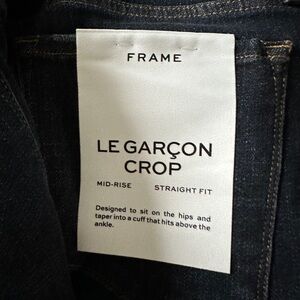 FRAME
LE GARÇON
CROP
MID-RISE STRAIGHT FIT
Designed to sit on the hips and
taper into a cuff that hits above the
ankle.